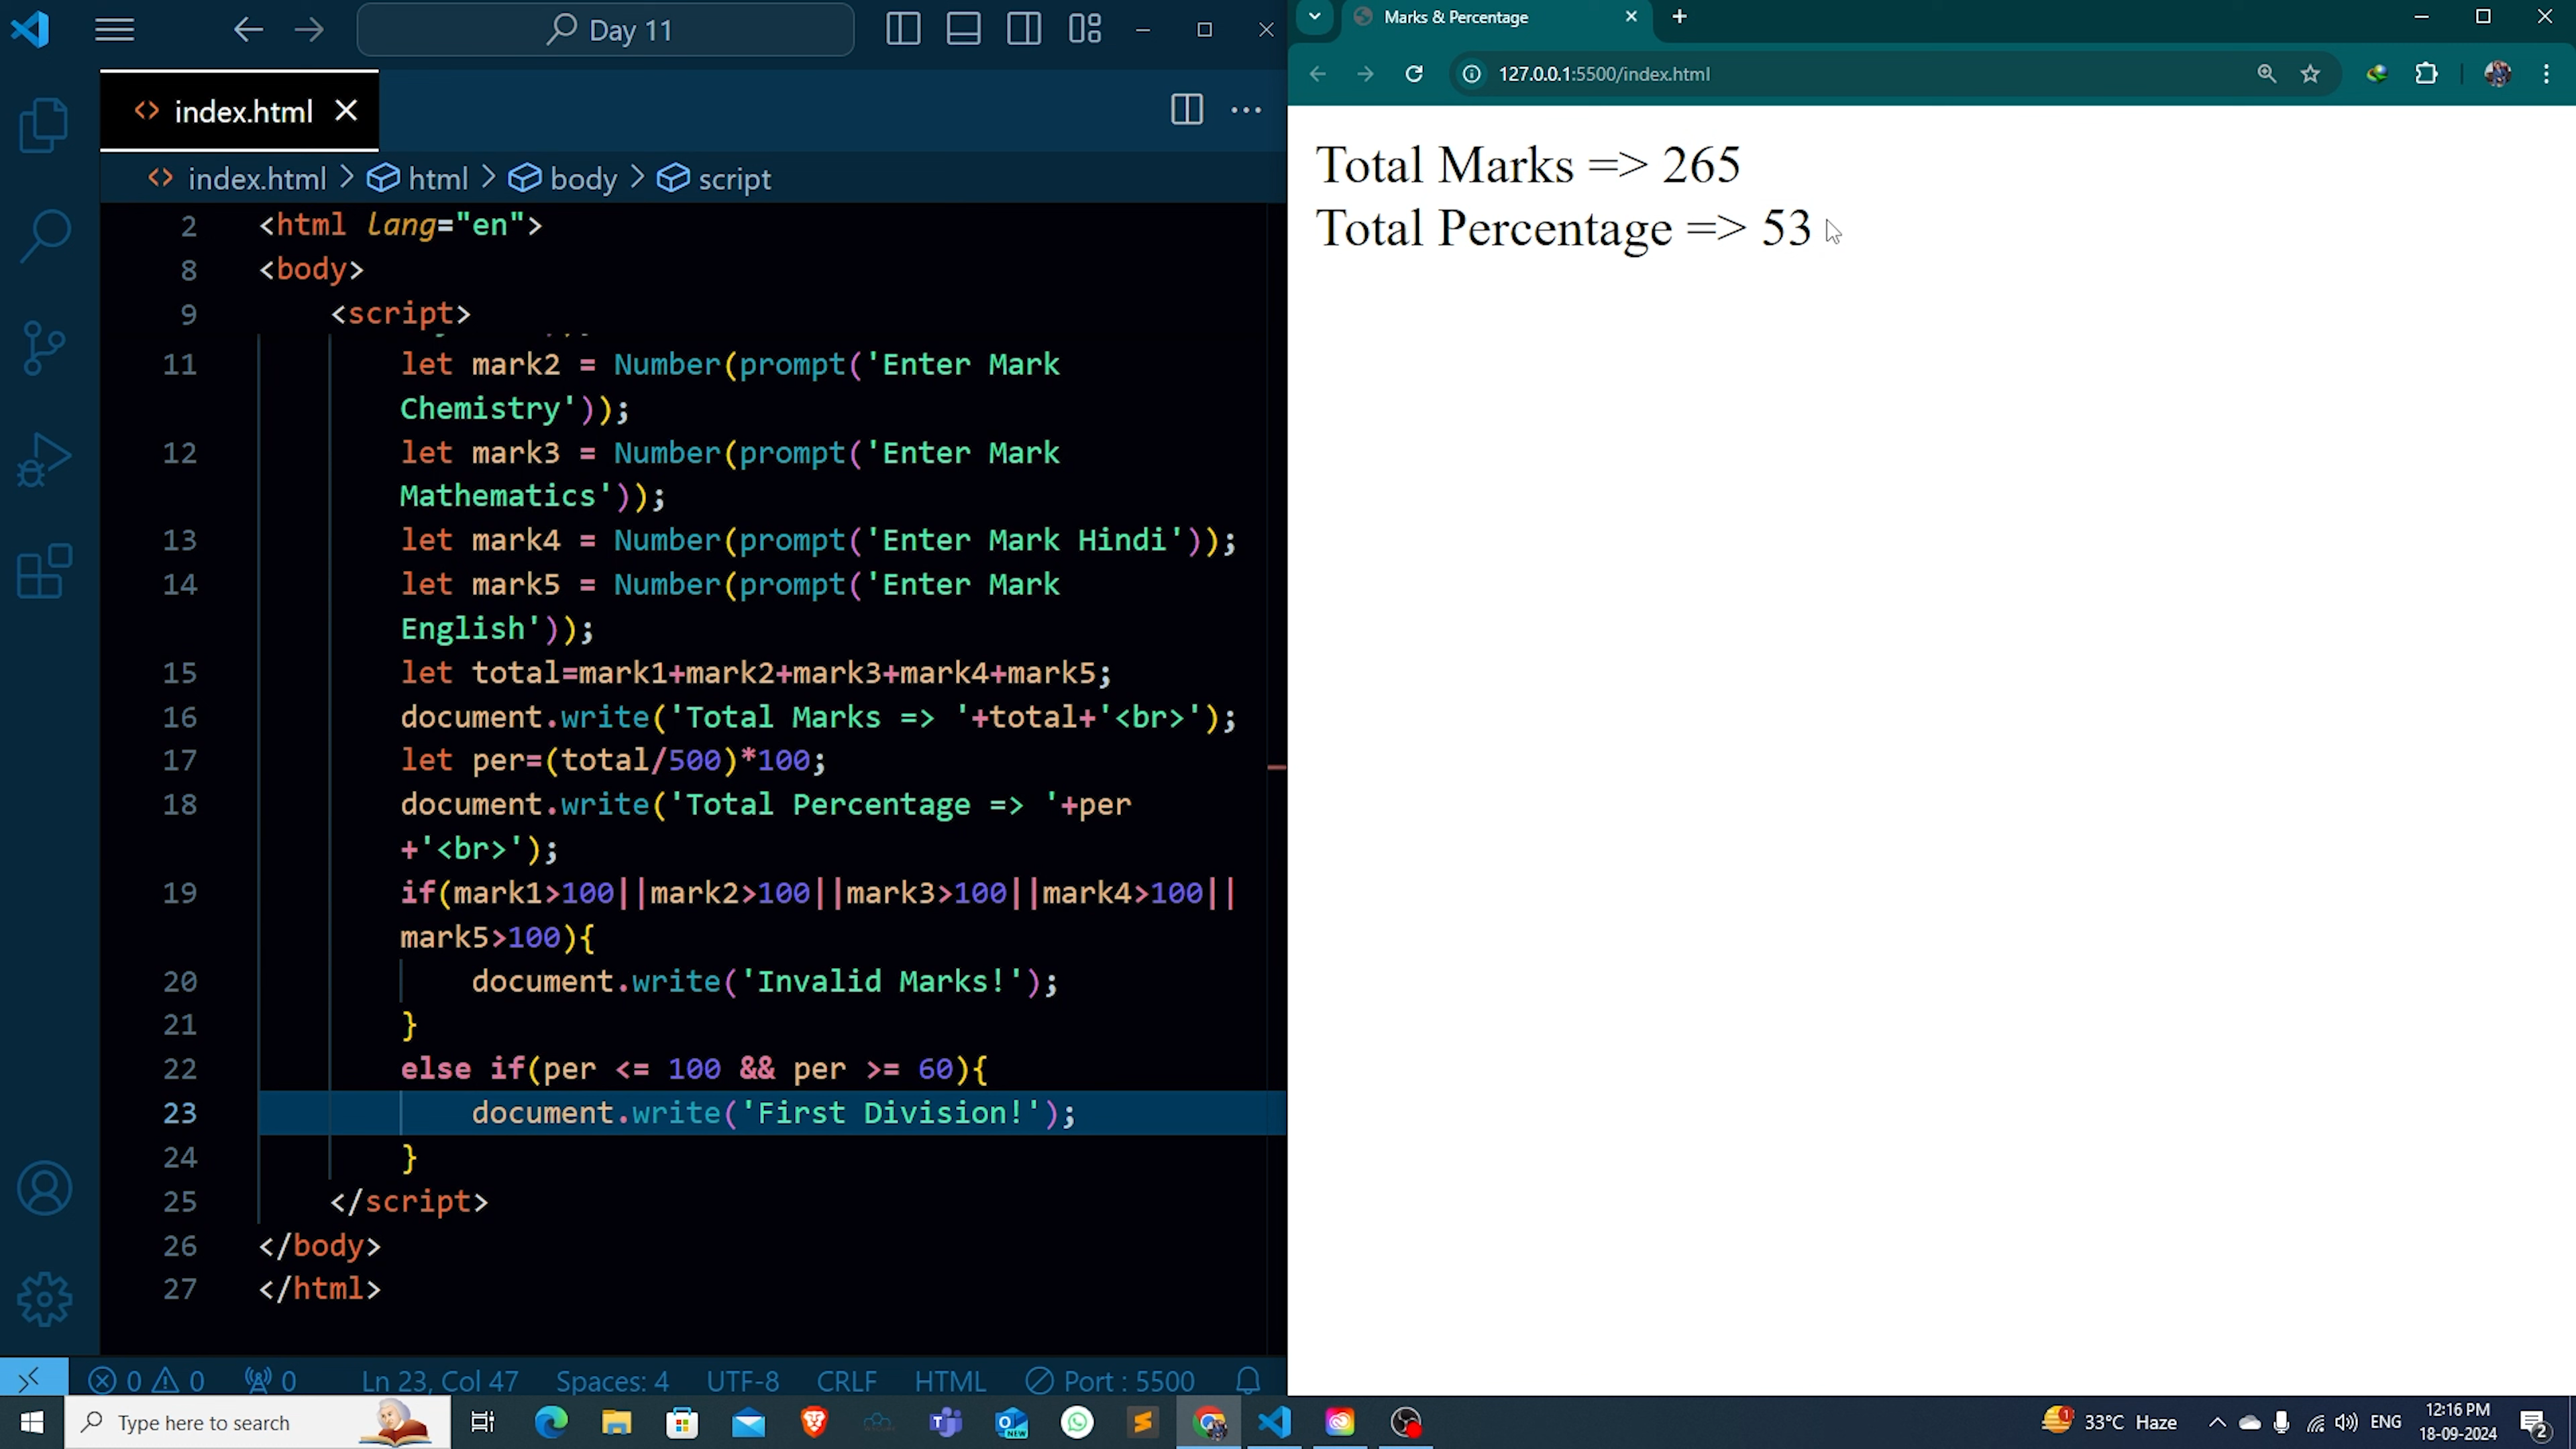 Day 11
index.html
index.html > html > body > script
2 <html lang="en">
8 <body>
9 <script>
11 let mark2 = Number(prompt('Enter Mark
Chemistry'));
12 let mark3 = Number(prompt('Enter Mark
Mathematics'));
13 let mark4 = Number(prompt('Enter Mark Hindi'));
14 let mark5 = Number(prompt('Enter Mark
English'));
15 let total=mark1+mark2+mark3+mark4+mark5;
16 document.write('Total Marks => '+total+'<br>');
17 let per=(total/500)*100;
18 document.write('Total Percentage => '+per
+'<br>');
19 if(mark1>100||mark2>100||mark3>100||mark4>100||
mark5>100){
20 document.write('Invalid Marks!');
21 }
22 else if(per <= 100 && per >= 60){
23 document.write('First Division!');
24 }
25 </script>
26 </body>
27 </html>
0 0 0 Ln 23, Col 47 Spaces: 4 UTF-8 CRLF HTML Port : 5500
Marks & Percentage
127.0.0.1:5500/index.html
Total Marks => 265
Total Percentage => 53
Type here to search
NEW
1 33°C Haze ENG 12:16 PM
18-09-2024
2